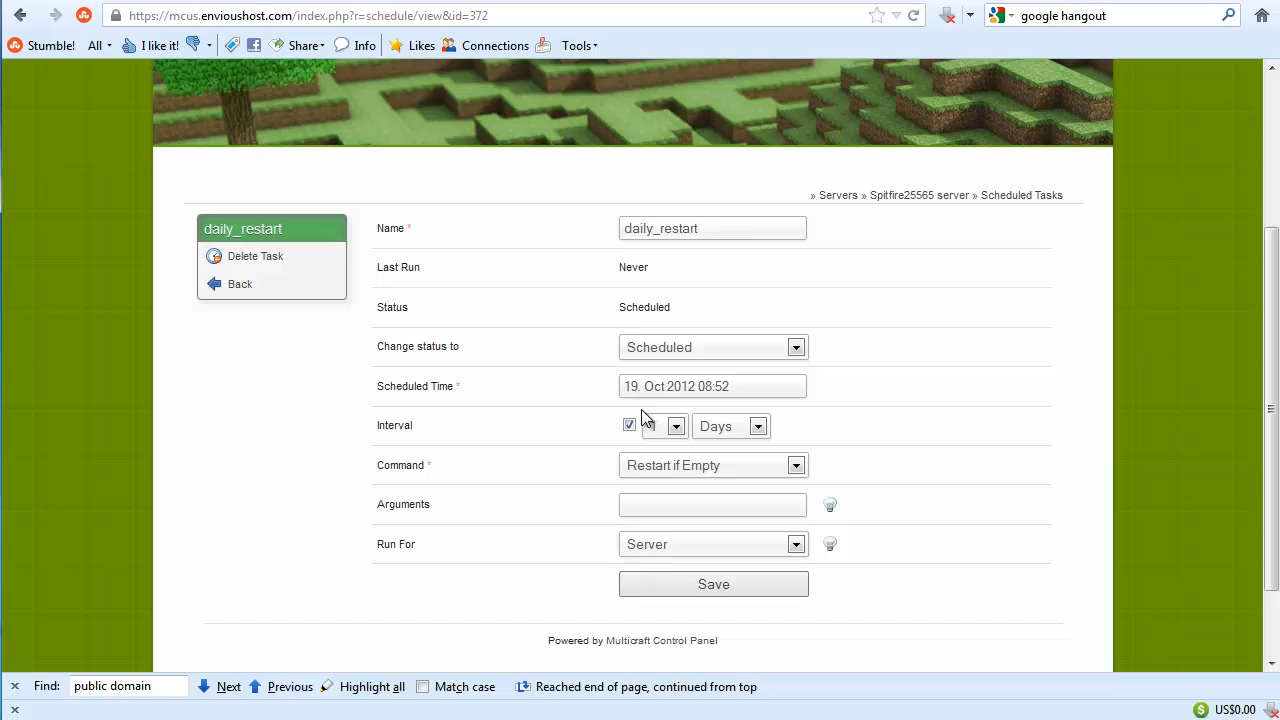 https://mcus.envioushost.com/index.php?r=schedule/view&id=372
google hangout
Stumble! All I like it! Share Info Likes Connections Tools
» Servers » Spitfire25565 server » Scheduled Tasks
daily_restart
Delete Task
Back
Name * daily_restart
Last Run Never
Status Scheduled
Change status to Scheduled
Scheduled Time * 19. Oct 2012 08:52
Interval Days
Command * Restart if Empty
Arguments
Run For Server
Save
Powered by Multicraft Control Panel
Find: public domain Next Previous Highlight all Match case Reached end of page, continued from top
US$0.00